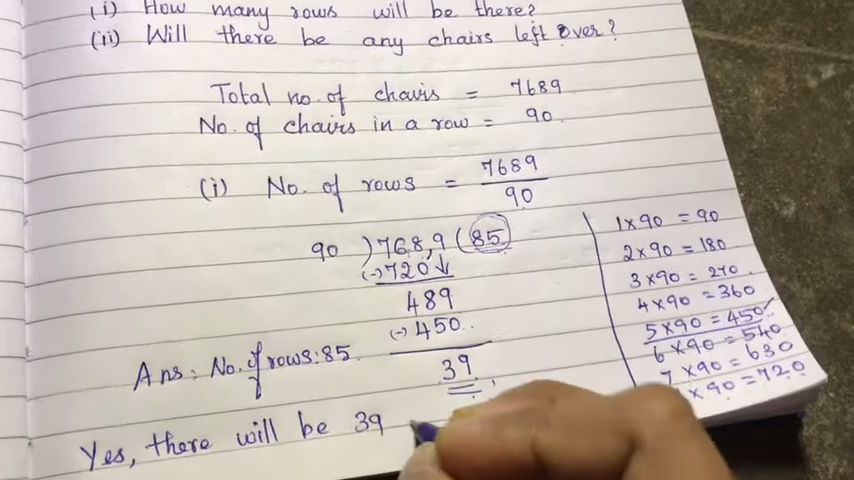 (i) How many rows will be there?
(ii) Will there be any chairs left over?
Total no. of chairs = 7689
No. of chairs in a row = 90.
(i) No. of rows = 7689
90
90 ) 768,9 ( 85
(-) 720 ↓
489
(-) 450
39
1 x 90 = 90
2 x 90 = 180
3 x 90 = 270
4 x 90 = 360
5 x 90 = 450 ✓
6 x 90 = 540
7 x 90 = 630
x 90 = 720
Ans: No. of rows: 85.
Yes, there will be 39